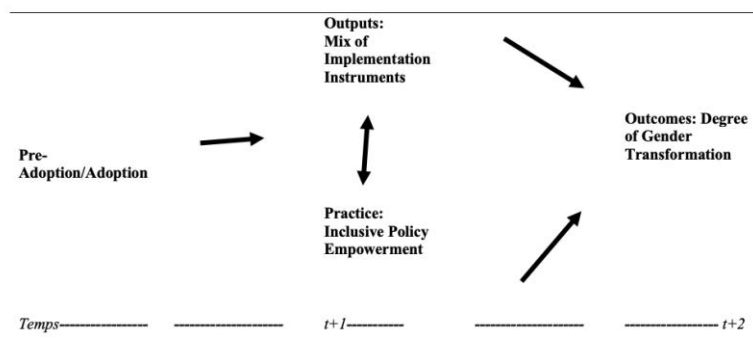 Outputs:
Mix of
Implementation
Instruments
Outcomes: Degree
of Gender
Transformation
Pre-
Adoption/Adoption
Practice:
Inclusive Policy
Empowerment
Temps----------------- -------------------- t+1----------- -------------------- ----------------- t+2